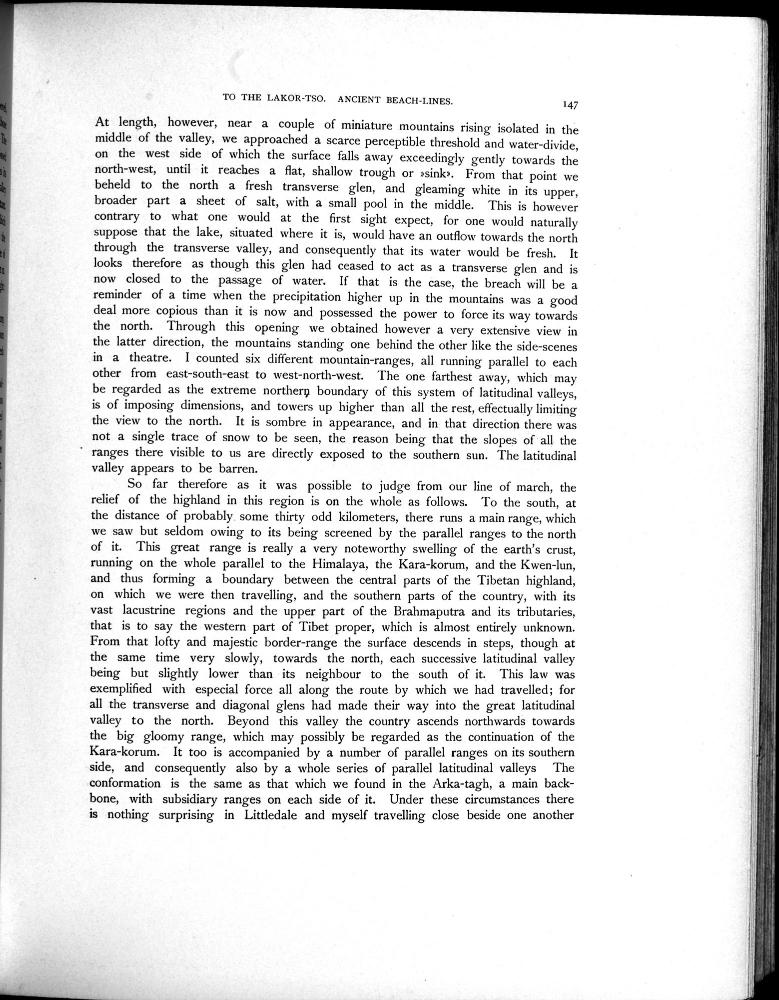 TO THE LAKOR-TSO. ANCIENT BEACH-LINES. 147
At length, however, near a couple of miniature mountains rising isolated in the
middle of the valley, we approached a scarce perceptible threshold and water-divide,
on the west side of which the surface falls away exceedingly gently towards the
north-west, until it reaches a flat, shallow trough or »sink». From that point we
beheld to the north a fresh transverse glen, and gleaming white in its upper,
broader part a sheet of salt, with a small pool in the middle. This is however
contrary to what one would at the first sight expect, for one would naturally
suppose that the lake, situated where it is, would have an outflow towards the north
through the transverse valley, and consequently that its water would be fresh. It
looks therefore as though this glen had ceased to act as a transverse glen and is
now closed to the passage of water. If that is the case, the breach will be a
reminder of a time when the precipitation higher up in the mountains was a good
deal more copious than it is now and possessed the power to force its way towards
the north. Through this opening we obtained however a very extensive view in
the latter direction, the mountains standing one behind the other like the side-scenes
in a theatre. I counted six different mountain-ranges, all running parallel to each
other from east-south-east to west-north-west. The one farthest away, which may
be regarded as the extreme northern boundary of this system of latitudinal valleys,
is of imposing dimensions, and towers up higher than all the rest, effectually limiting
the view to the north. It is sombre in appearance, and in that direction there was
not a single trace of snow to be seen, the reason being that the slopes of all the
ranges there visible to us are directly exposed to the southern sun. The latitudinal
valley appears to be barren.
So far therefore as it was possible to judge from our line of march, the
relief of the highland in this region is on the whole as follows. To the south, at
the distance of probably some thirty odd kilometers, there runs a main range, which
we saw but seldom owing to its being screened by the parallel ranges to the north
of it. This great range is really a very noteworthy swelling of the earth's crust,
running on the whole parallel to the Himalaya, the Kara-korum, and the Kwen-lun,
and thus forming a boundary between the central parts of the Tibetan highland,
on which we were then travelling, and the southern parts of the country, with its
vast lacustrine regions and the upper part of the Brahmaputra and its tributaries,
that is to say the western part of Tibet proper, which is almost entirely unknown.
From that lofty and majestic border-range the surface descends in steps, though at
the same time very slowly, towards the north, each successive latitudinal valley
being but slightly lower than its neighbour to the south of it. This law was
exemplified with especial force all along the route by which we had travelled; for
all the transverse and diagonal glens had made their way into the great latitudinal
valley to the north. Beyond this valley the country ascends northwards towards
the big gloomy range, which may possibly be regarded as the continuation of the
Kara-korum. It too is accompanied by a number of parallel ranges on its southern
side, and consequently also by a whole series of parallel latitudinal valleys The
conformation is the same as that which we found in the Arka-tagh, a main back-
bone, with subsidiary ranges on each side of it. Under these circumstances there
is nothing surprising in Littledale and myself travelling close beside one another